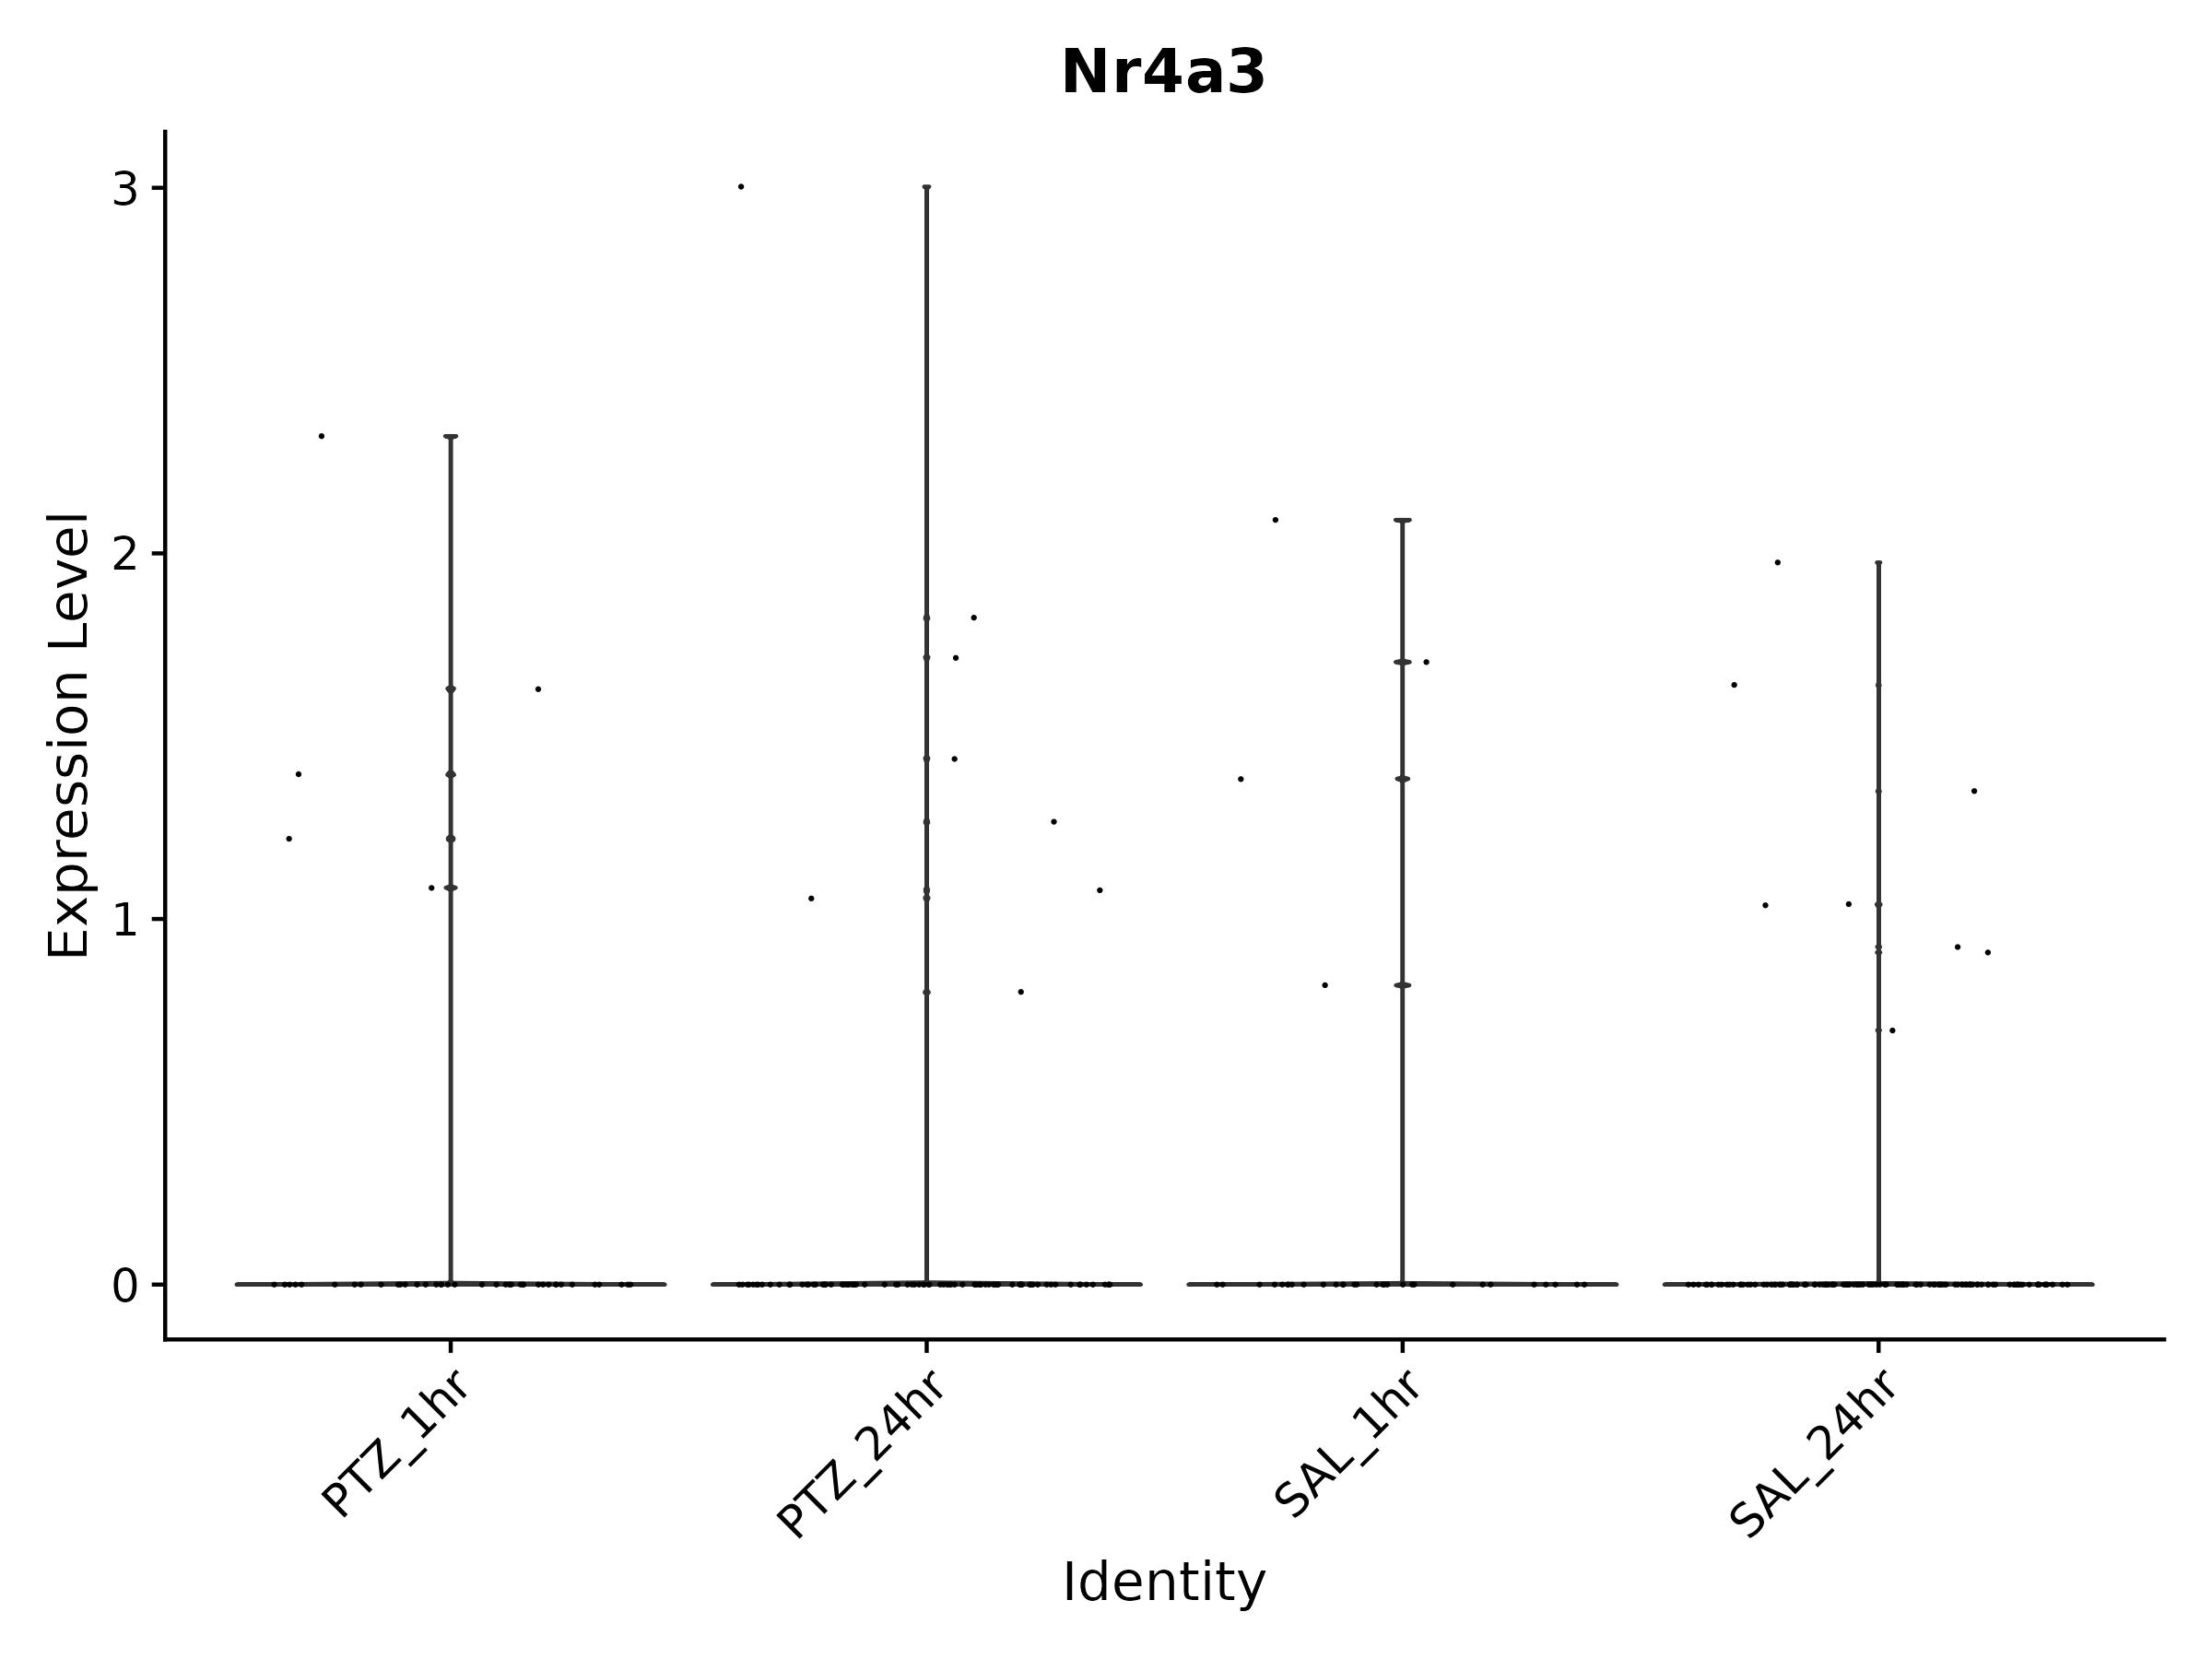 Nr4a3
Expression Level
3
2
1
0
PTZ_1hr
PTZ_24hr
SAL_1hr
SAL_24hr
Identity